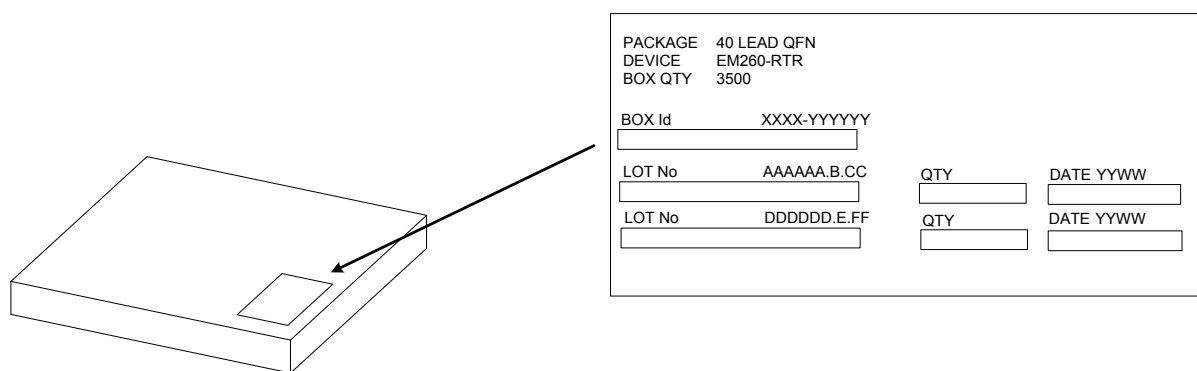 PACKAGE 40 LEAD QFN
DEVICE EM260-RTR
BOX QTY 3500
BOX Id XXXX-YYYYYY
LOT No AAAAAA.B.CC QTY DATE YYWW
LOT No DDDDDD.E.FF QTY DATE YYWW